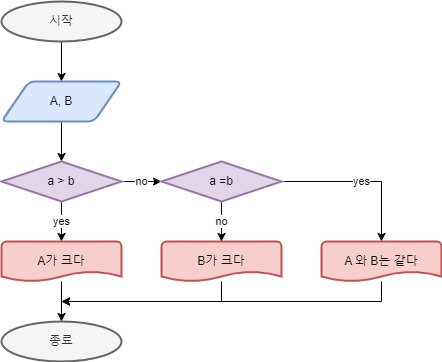 시작
A, B
a > b
no
a =b
yes
yes
no
A가 크다
B가 크다
A 와 B는 같다
종료